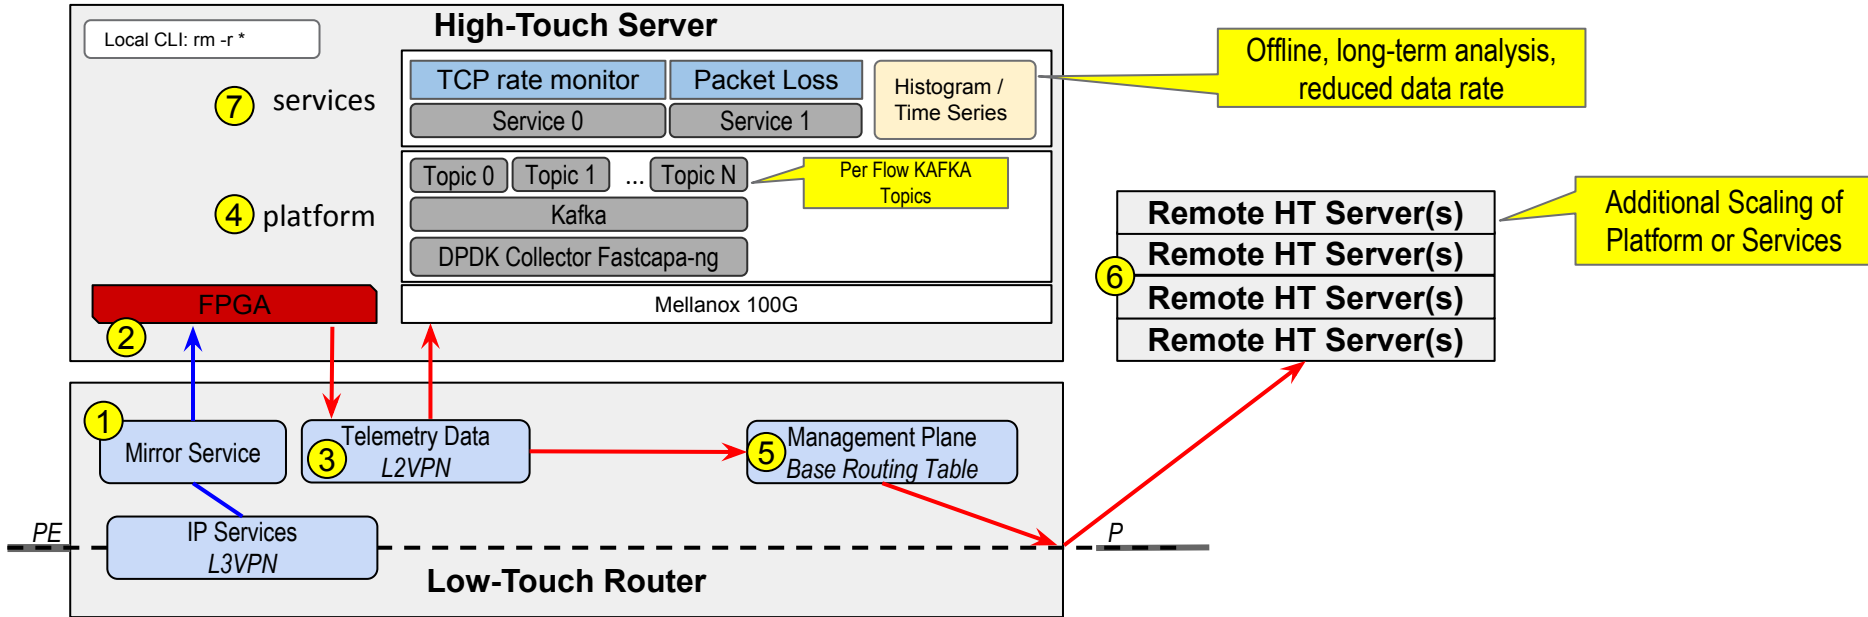 High-Touch Server
Local CLI: rm -r *
7
services
TCP rate monitor
Packet Loss
Service 0
Service 1
Histogram /
Time Series
Offline, long-term analysis,
reduced data rate
4
platform
Topic 0
Topic 1
...
Topic N
Per Flow KAFKA
Topics
Kafka
DPDK Collector Fastcapa-ng
FPGA
2
Mellanox 100G
Remote HT Server(s)
Remote HT Server(s)
Remote HT Server(s)
Remote HT Server(s)
6
Additional Scaling of
Platform or Services
1
Mirror Service
3
Telemetry Data
L2VPN
5
Management Plane
Base Routing Table
PE
IP Services
L3VPN
P
Low-Touch Router